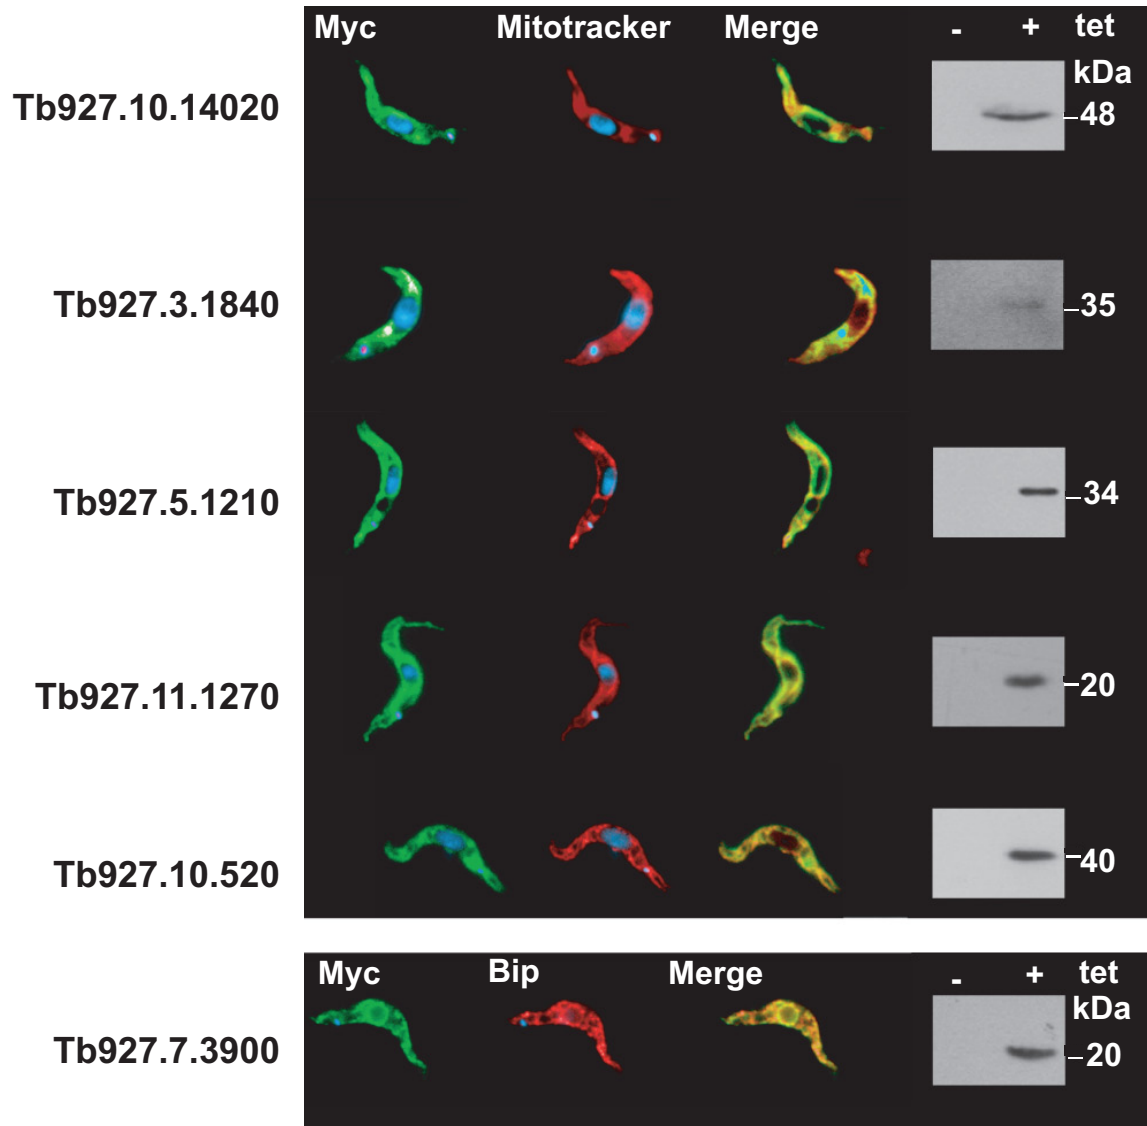 Myc Mitotracker Merge - + tet
kDa
Tb927.10.14020 48
Tb927.3.1840 35
Tb927.5.1210 34
Tb927.11.1270 20
Tb927.10.520 40
Myc Bip Merge - + tet
kDa
Tb927.7.3900 20